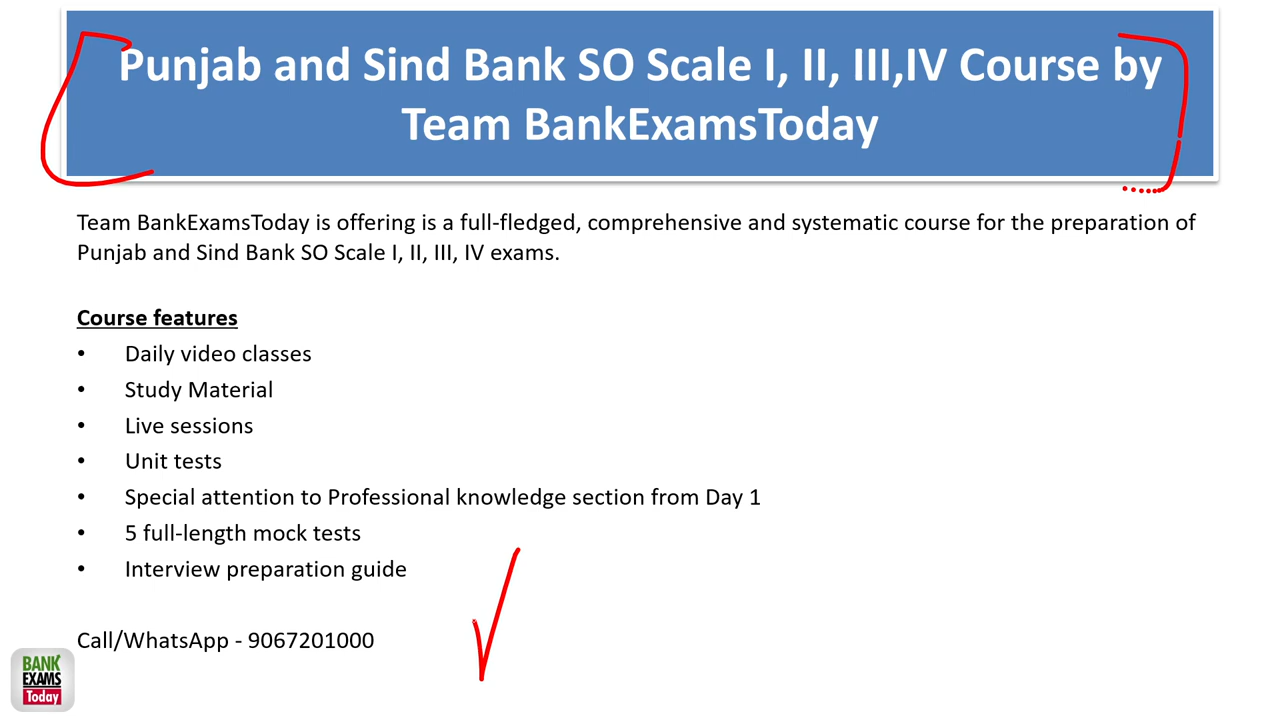 Punjab and Sind Bank SO Scale I, II, III,IV Course by
Team BankExamsToday
Team BankExamsToday is offering is a full-fledged, comprehensive and systematic course for the preparation of
Punjab and Sind Bank SO Scale I, II, III, IV exams.
Course features
• Daily video classes
• Study Material
• Live sessions
• Unit tests
• Special attention to Professional knowledge section from Day 1
• 5 full-length mock tests
• Interview preparation guide
Call/WhatsApp - 9067201000
BANK
EXAMS
Today